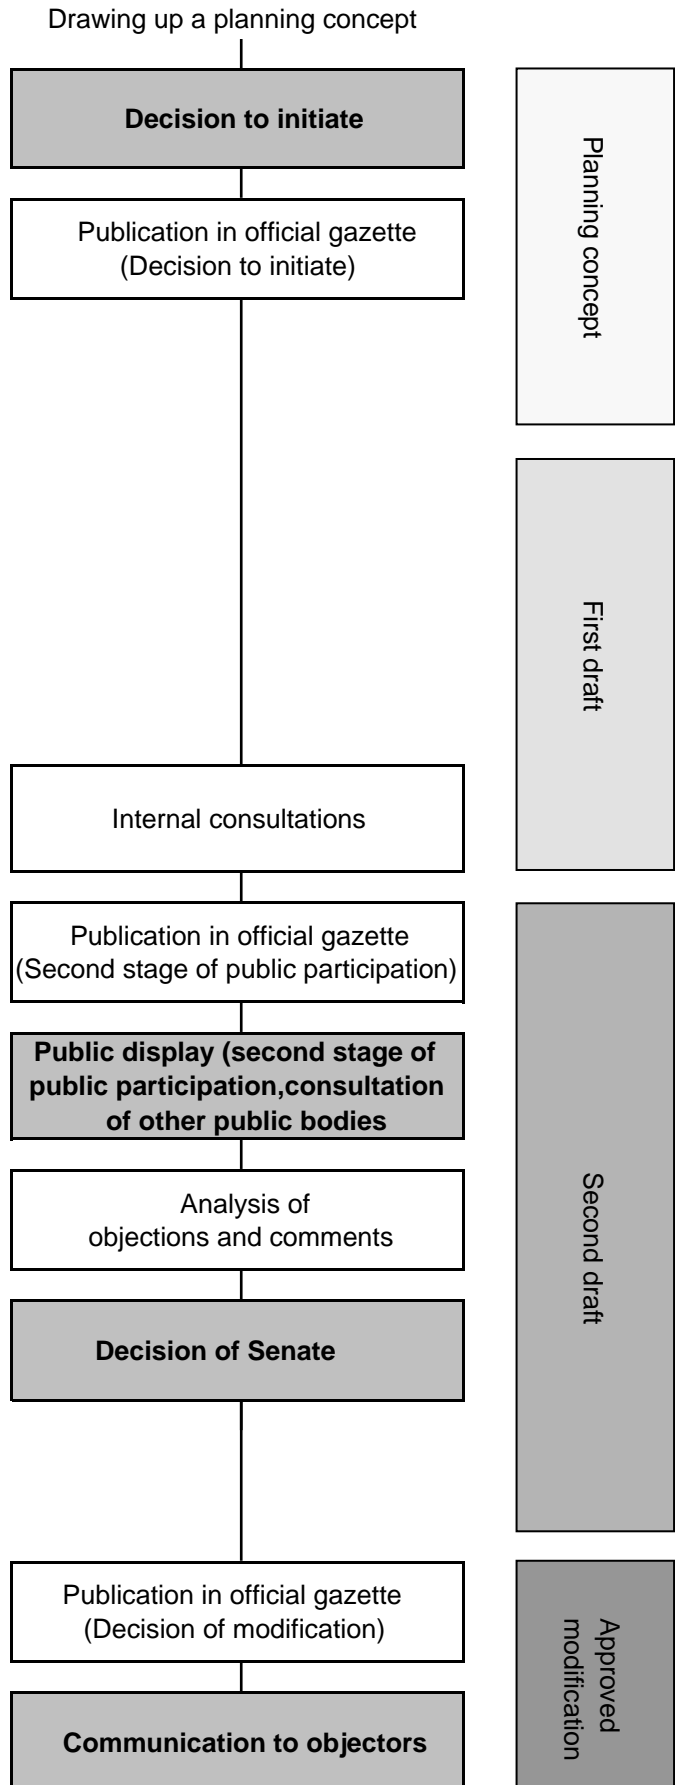 Drawing up a planning concept
Decision to initiate
Publication in official gazette
(Decision to initiate)
Planning concept
First draft
Internal consultations
Publication in official gazette
(Second stage of public participation)
Public display (second stage of
public participation,consultation
of other public bodies
Analysis of
objections and comments
Second draft
Decision of Senate
Publication in official gazette
(Decision of modification)
Approved
modification
Communication to objectors